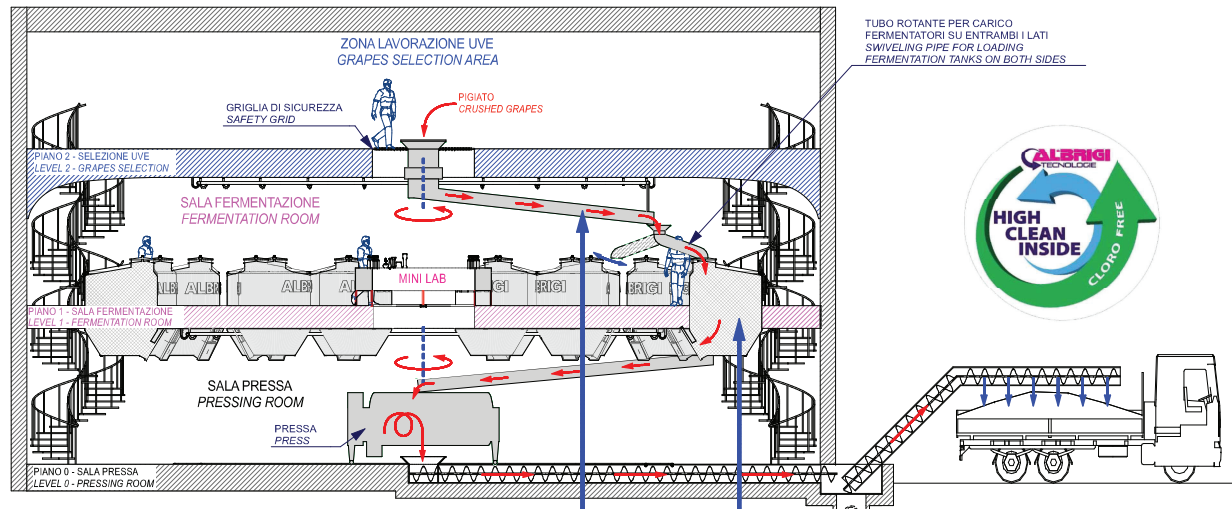 ZONA LAVORAZIONE UVE
GRAPES SELECTION AREA
TUBO ROTANTE PER CARICO
FERMENTATORI SU ENTRAMBI I LATI
SWIVELING PIPE FOR LOADING
FERMENTATION TANKS ON BOTH SIDES
GRIGLIA DI SICUREZZA
SAFETY GRID
PIGIATO
CRUSHED GRAPES
PIANO 2 - SELEZIONE UVE
LEVEL 2 - GRAPES SELECTION
ALBRIGI
TECNOLOGIE
HIGH
CLEAN
INSIDE
CLORO FREE
SALA FERMENTAZIONE
FERMENTATION ROOM
MINI LAB
PIANO 1 - SALA FERMENTAZIONE
LEVEL 1 - FERMENTATION ROOM
SALA PRESSA
PRESSING ROOM
PRESSA
PRESS
PIANO 0 - SALA PRESSA
LEVEL 0 - PRESSING ROOM